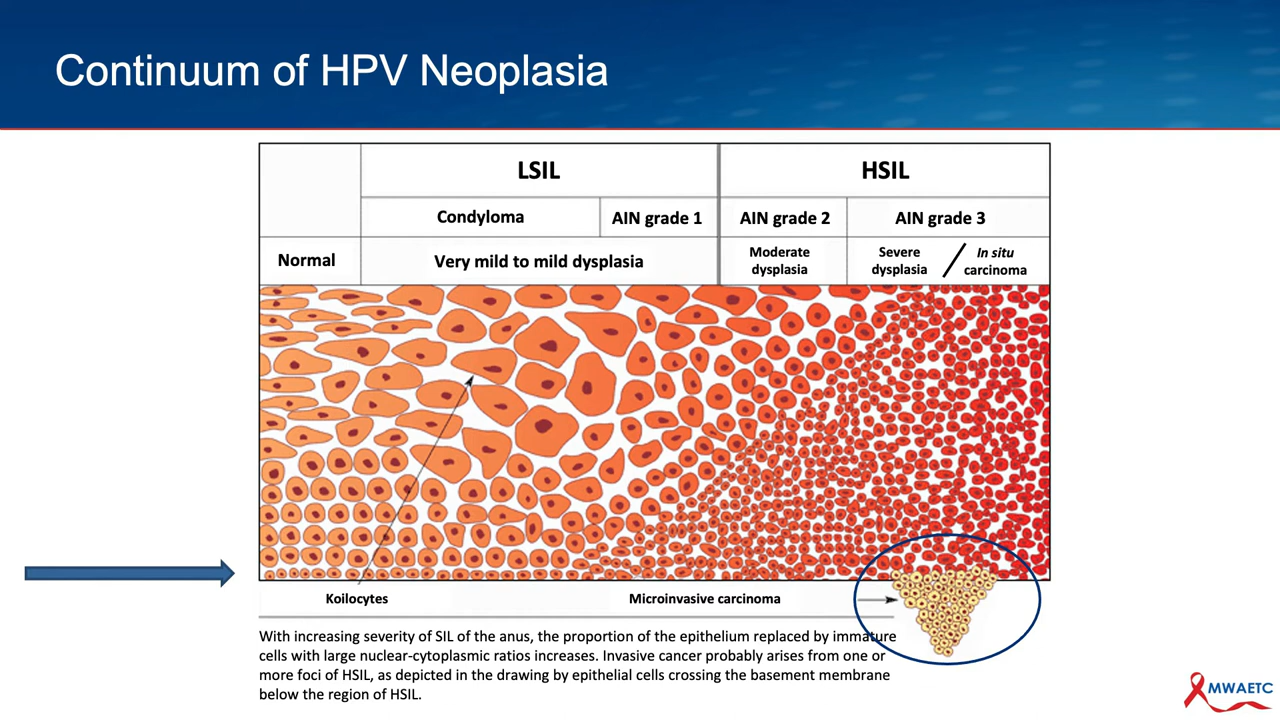 Continuum of HPV Neoplasia
LSIL
HSIL
Condyloma
AIN grade 1
AIN grade 2
AIN grade 3
Normal
Very mild to mild dysplasia
Moderate
dysplasia
Severe
dysplasia
In situ
carcinoma
Koilocytes
Microinvasive carcinoma
With increasing severity of SIL of the anus, the proportion of the epithelium replaced by immature
cells with large nuclear-cytoplasmic ratios increases. Invasive cancer probably arises from one or
more foci of HSIL, as depicted in the drawing by epithelial cells crossing the basement membrane
below the region of HSIL.
MWAETC